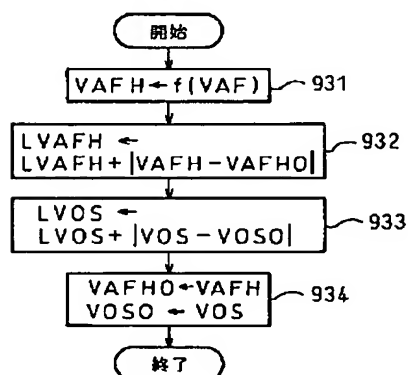 開始
VAFH←f(VAF)
931
LVAFH ←
LVAFH+|VAFH-VAFHO|
932
LVOS ←
LVOS+|VOS-VOSO|
933
VAFHO←VAFH
VOSO ← VOS
934
終了